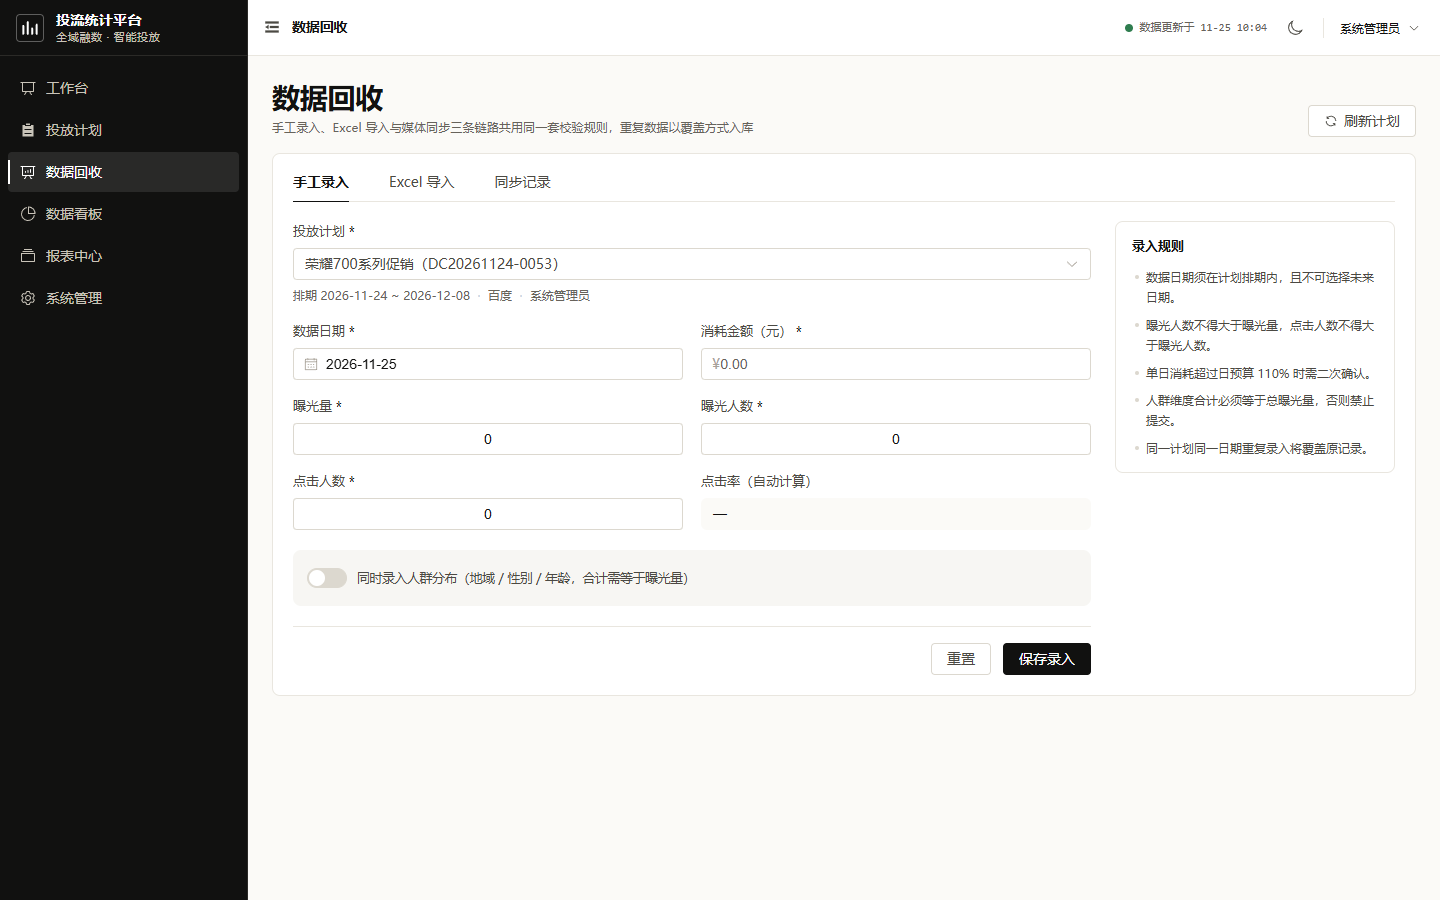 投流统计平台
全域融数 · 智能投放
工作台
投放计划
数据回收
数据看板
报表中心
系统管理
数据回收
数据更新于 11-25 10:04
系统管理员
数据回收
手工录入、Excel 导入与媒体同步三条链路共用同一套校验规则，重复数据以覆盖方式入库
刷新计划
手工录入
Excel 导入
同步记录
投放计划 *
荣耀700系列促销（DC20261124-0053）
排期 2026-11-24 ~ 2026-12-08 · 百度 · 系统管理员
数据日期 *
消耗金额（元） *
2026-11-25
¥0.00
曝光量 *
曝光人数 *
0
0
点击人数 *
点击率（自动计算）
0
—
同时录入人群分布（地域 / 性别 / 年龄，合计需等于曝光量）
重置
保存录入
录入规则
数据日期须在计划排期内，且不可选择未来
日期。
曝光人数不得大于曝光量，点击人数不得大
于曝光人数。
单日消耗超过日预算 110% 时需二次确认。
人群维度合计必须等于总曝光量，否则禁止
提交。
同一计划同一日期重复录入将覆盖原记录。